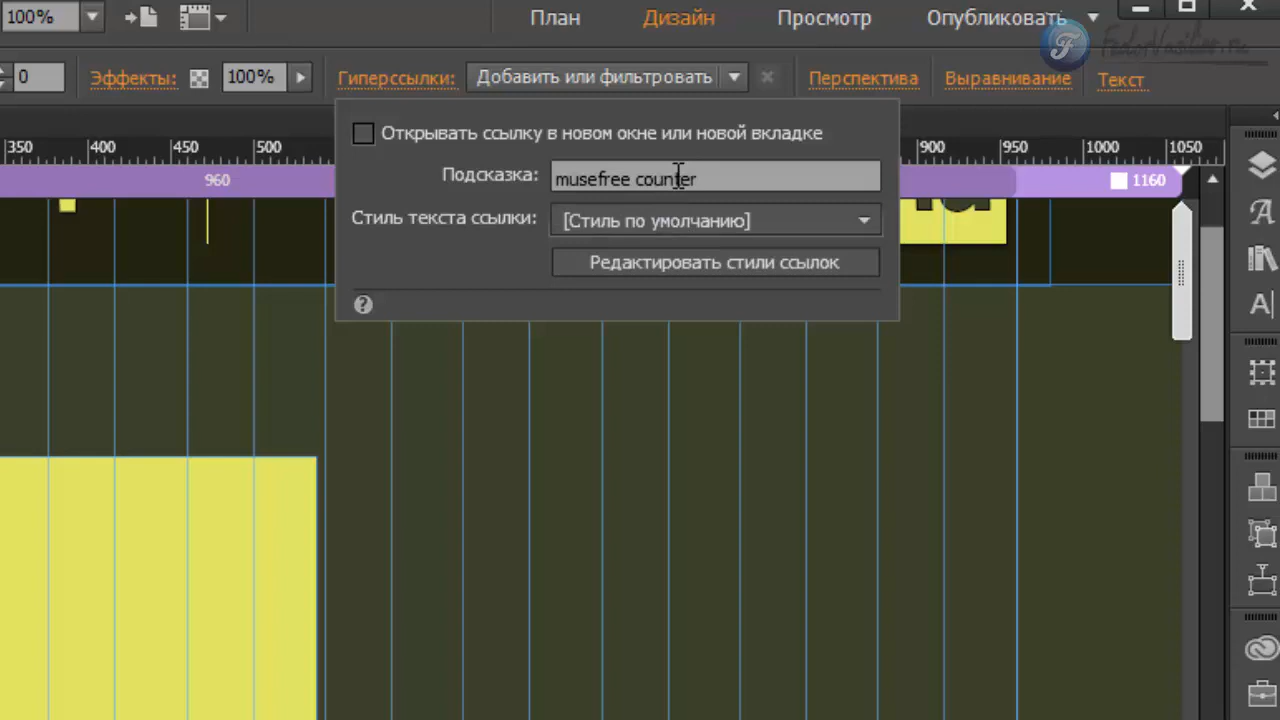 100%
План
Дизайн
Просмотр
Опубликовать
FedorVasiliev.ru
0
Эффекты:
100%
Гиперссылки:
Добавить или фильтровать
Перспектива
Выравнивание
Текст
Открывать ссылку в новом окне или новой вкладке
350
400
450
500
900
950
1000
1050
Подсказка:
musefree counter
960
1160
Стиль текста ссылки:
[Стиль по умолчанию]
Редактировать стили ссылок